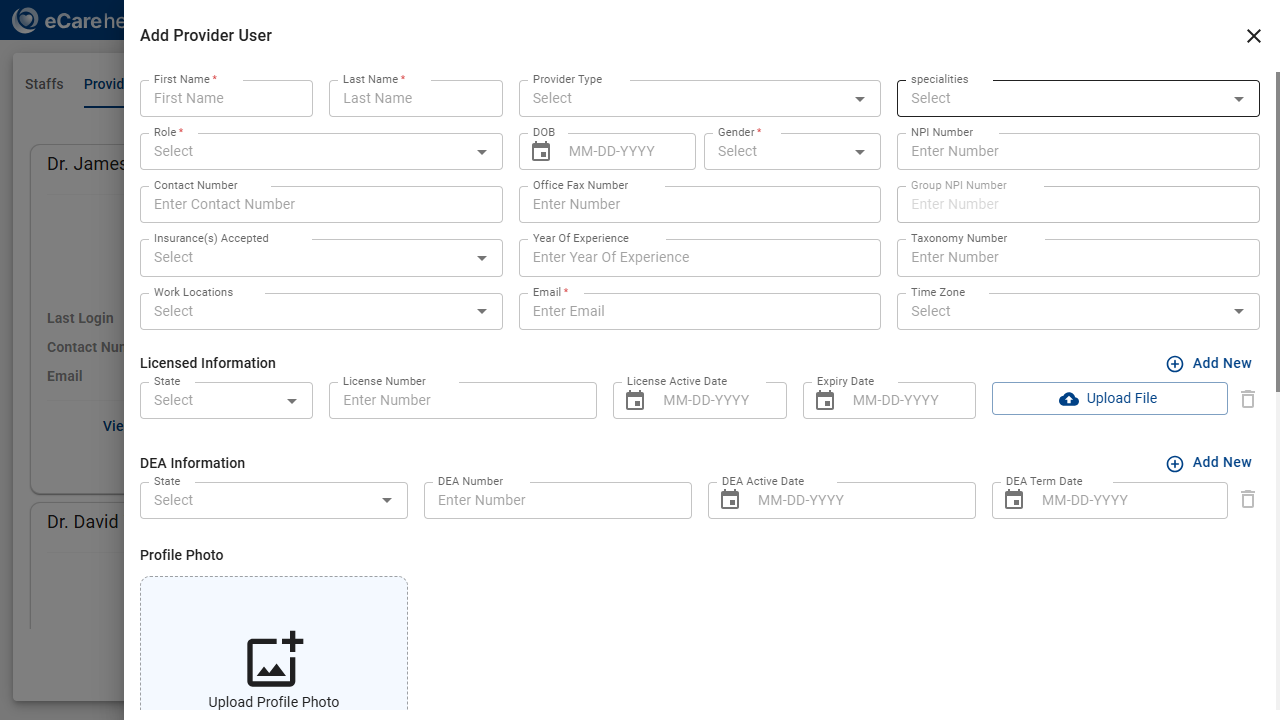 eCare he
Add Provider User
Staffs
Provid
Dr. James
Last Login
Contact Num
Email
Vie
Dr. David
First Name *
First Name
Last Name *
Last Name
Provider Type
Select
specialities
Select
Role *
Select
DOB
MM-DD-YYYY
Gender *
Select
NPI Number
Enter Number
Contact Number
Enter Contact Number
Office Fax Number
Enter Number
Group NPI Number
Enter Number
Insurance(s) Accepted
Select
Year Of Experience
Enter Year Of Experience
Taxonomy Number
Enter Number
Work Locations
Select
Email *
Enter Email
Time Zone
Select
Licensed Information
Add New
State
Select
License Number
Enter Number
License Active Date
MM-DD-YYYY
Expiry Date
MM-DD-YYYY
Upload File
DEA Information
Add New
State
Select
DEA Number
Enter Number
DEA Active Date
MM-DD-YYYY
DEA Term Date
MM-DD-YYYY
Profile Photo
Upload Profile Photo